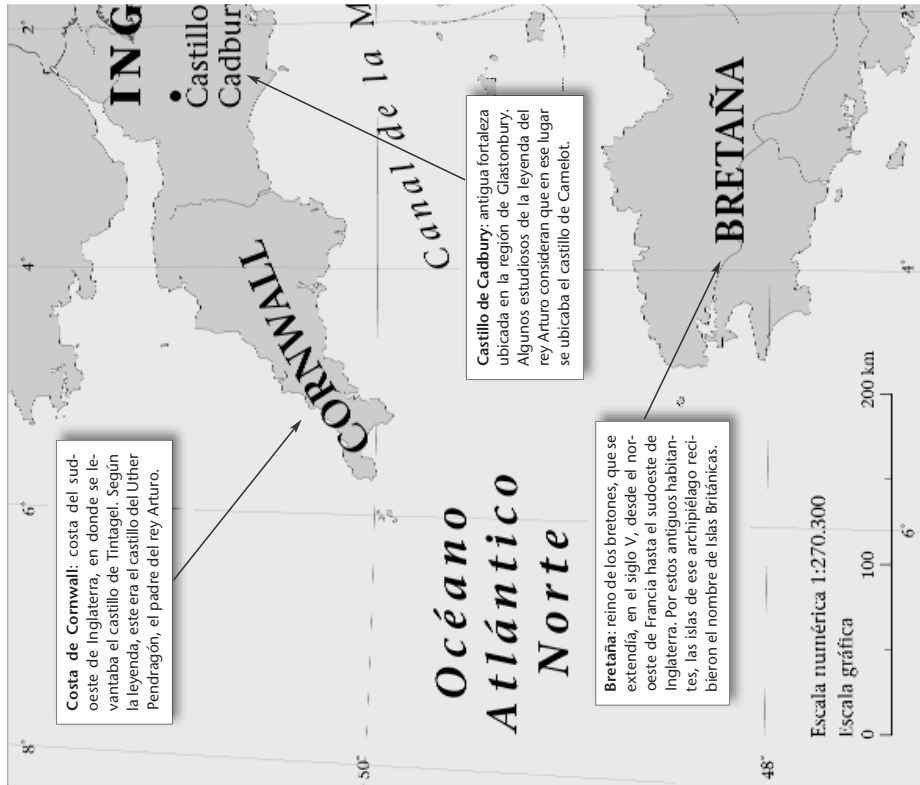 8°
6°
4°
2°
ING
Castillo
Cadbury
Costa de Cornwall: costa del sud-
oeste de Inglaterra, en donde se le-
vantaba el castillo de Tintagel. Según
la leyenda, este era el castillo del Uther
Pendragón, el padre del rey Arturo.
CORNWALL
50°
Canal de la M
Océano
Atlántico
Norte
Castillo de Cadbury: antigua fortaleza
ubicada en la región de Glastonbury.
Algunos estudiosos de la leyenda del
rey Arturo consideran que en ese lugar
se ubicaba el castillo de Camelot.
Bretaña: reino de los bretones, que se
extendía, en el siglo V, desde el nor-
oeste de Francia hasta el sudoeste de
Inglaterra. Por estos antiguos habitan-
tes, las islas de ese archipiélago reci-
bieron el nombre de Islas Británicas.
BRETAÑA
48°
Escala numérica 1:270.300
Escala gráfica
0 100 200 km
6°
4°
2°